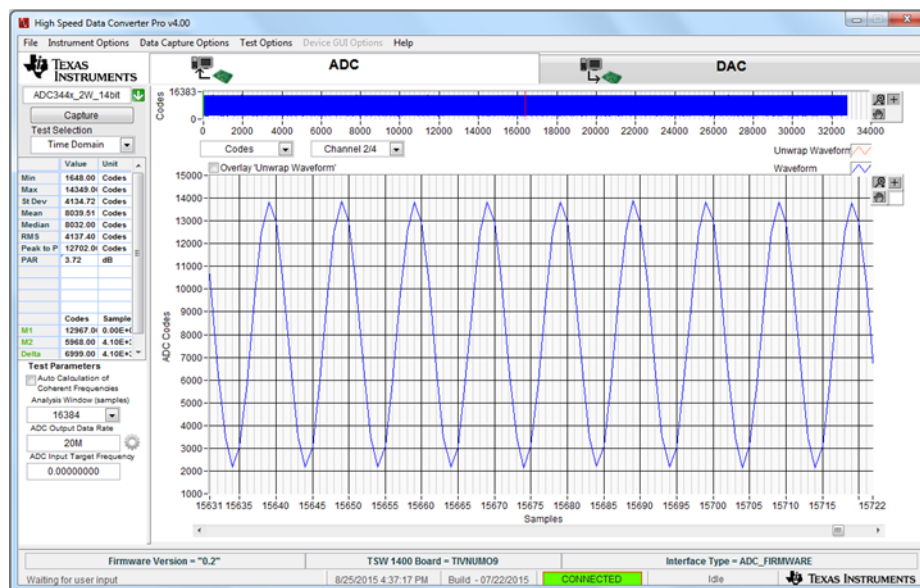 High Speed Data Converter Pro v4.00
File Instrument Options Data Capture Options Test Options Device GUI Options Help
TEXAS INSTRUMENTS
ADC
DAC
ADC344x_2W_14bit
Capture
Test Selection
Time Domain
Value Unit
Min 1648.00 Codes
Max 14349.0( Codes
St Dev 4134.72 Codes
Mean 8039.51 Codes
Median 8032.00 Codes
RMS 4137.40 Codes
Peak to P 12702.0( Codes
PAR 3.72 dB
Codes Sample
M1 12967.0( 0.00E+(
M2 5968.00 4.10E+:
Delta 6999.00 4.10E+:
Test Parameters
Auto Calculation of
Coherent Frequencies
Analysis Window (samples)
16384
ADC Output Data Rate
20M
ADC Input Target Frequency
0.00000000
Codes
16383
0
0 2000 4000 6000 8000 10000 12000 14000 16000 18000 20000 22000 24000 26000 28000 30000 32000 34000
Codes
Channel 2/4
Unwrap Waveform
Overlay 'Unwrap Waveform'
Waveform
ADC Codes
15000
14000
13000
12000
11000
10000
9000
8000
7000
6000
5000
4000
3000
2000
1000
15631 15635 15640 15645 15650 15655 15660 15665 15670 15675 15680 15685 15690 15695 15700 15705 15710 15715 15722
Samples
Firmware Version = "0.2"
TSW 1400 Board = TIVNUMO9
Interface Type = ADC_FIRMWARE
Waiting for user input
8/25/2015 4:37:17 PM
Build - 07/22/2015
CONNECTED
Idle
TEXAS INSTRUMENTS